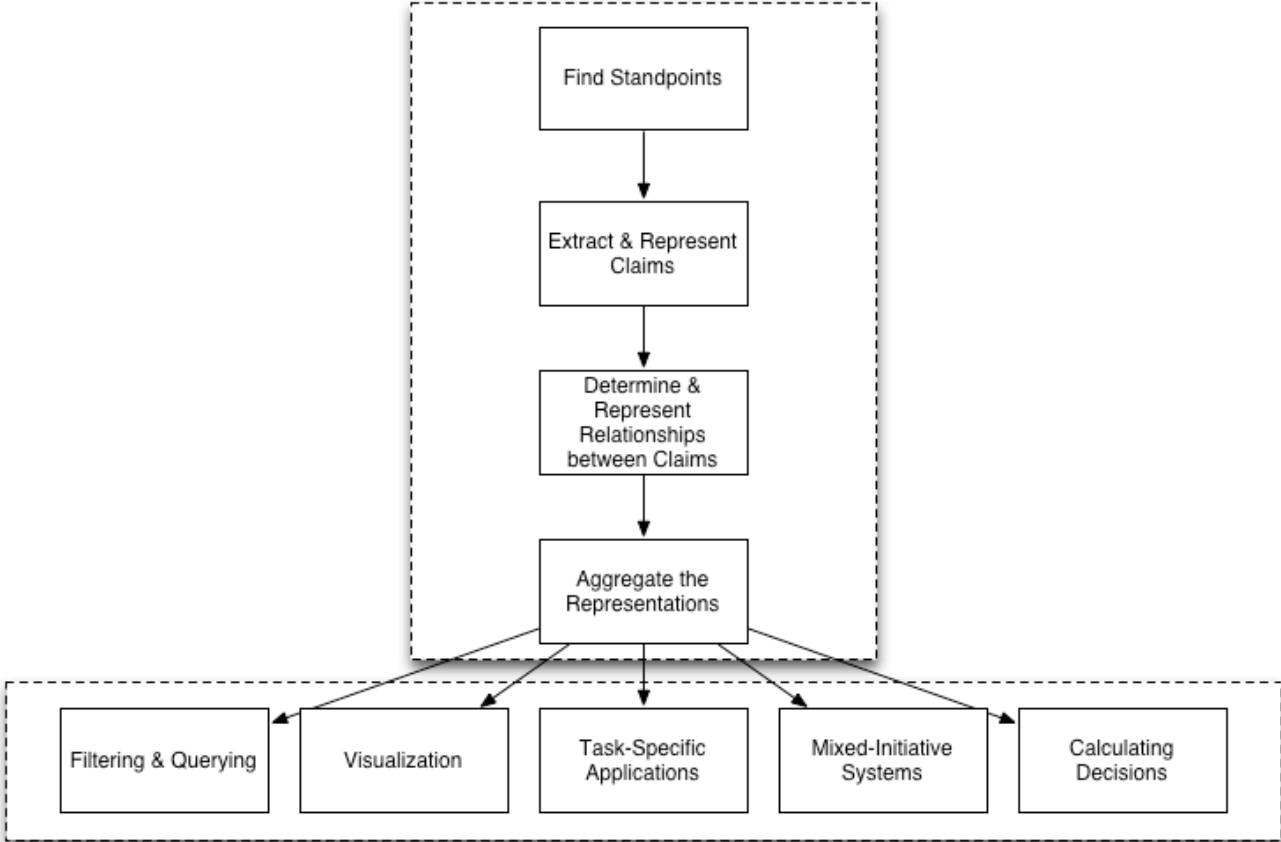 Find Standpoints
Extract & Represent
Claims
Determine &
Represent
Relationships
between Claims
Aggregate the
Representations
Filtering & Querying
Visualization
Task-Specific
Applications
Mixed-Initiative
Systems
Calculating
Decisions